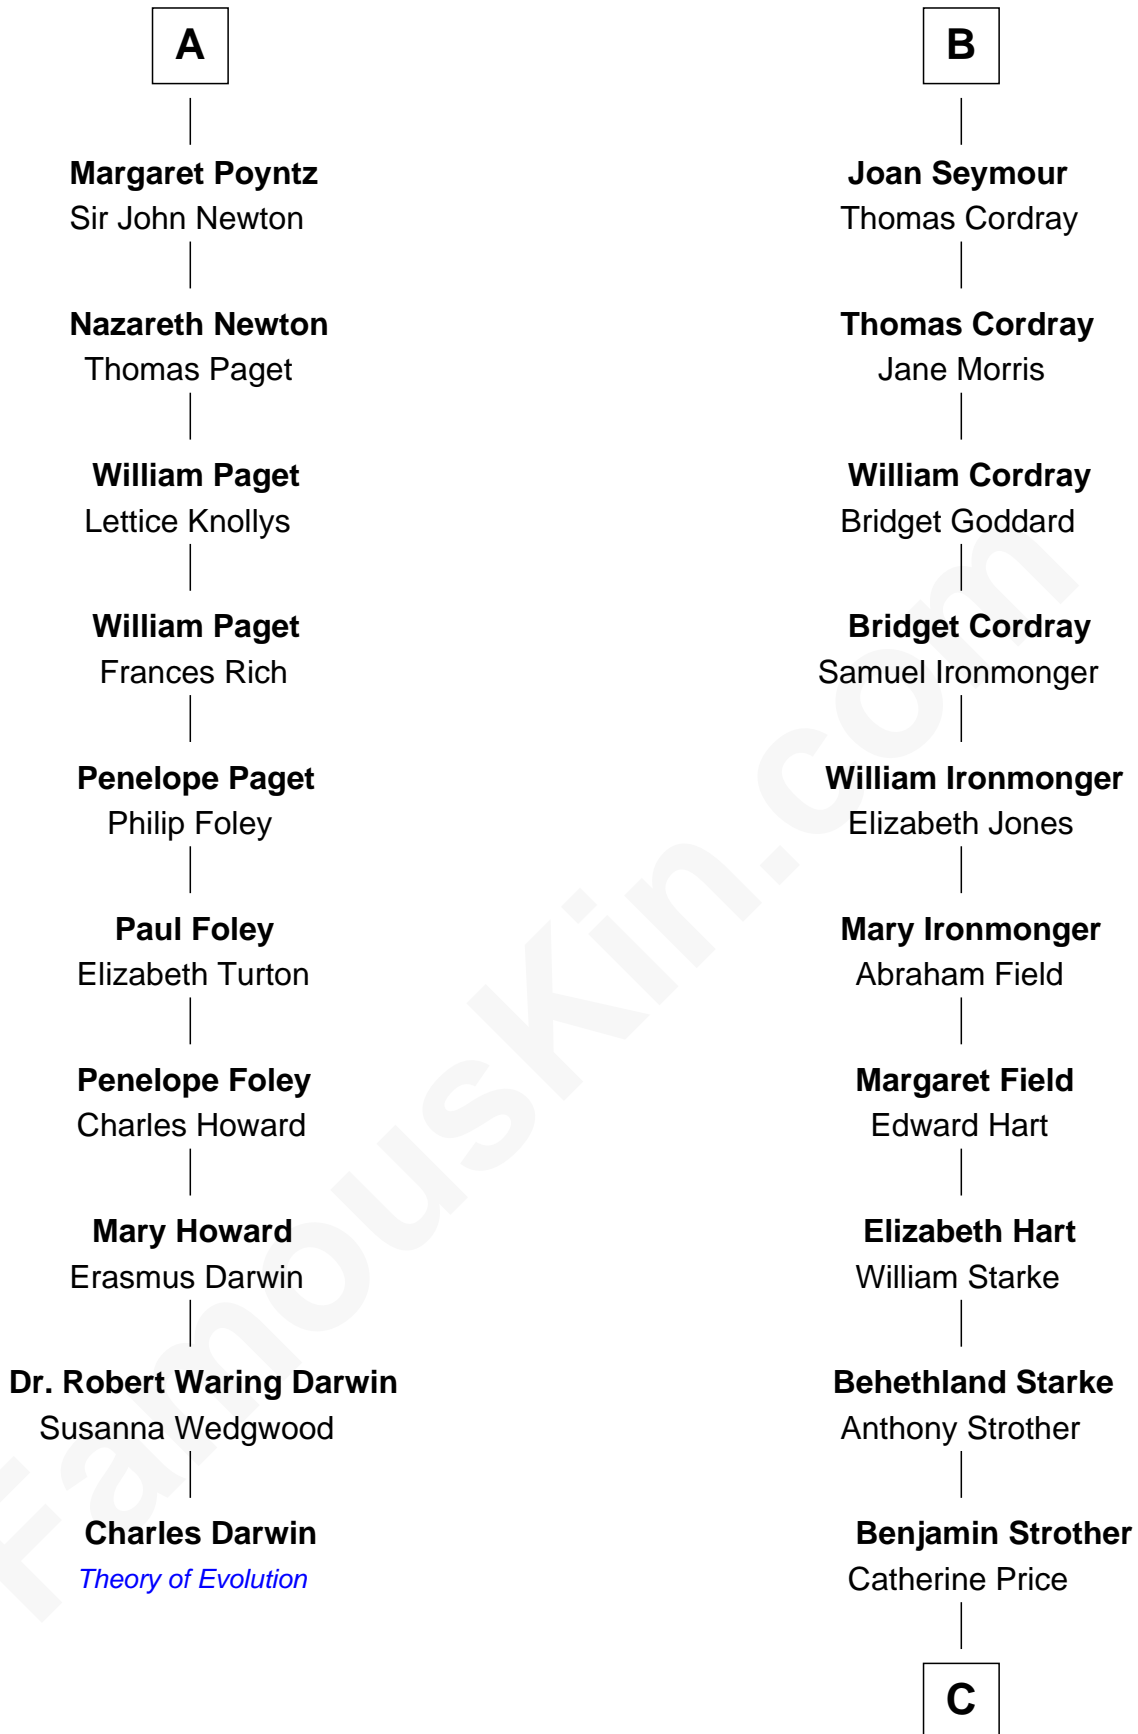 A
Margaret Poyntz
Sir John Newton
Nazareth Newton
Thomas Paget
William Paget
Lettice Knollys
William Paget
Frances Rich
Penelope Paget
Philip Foley
Paul Foley
Elizabeth Turton
Penelope Foley
Charles Howard
Mary Howard
Erasmus Darwin
Dr. Robert Waring Darwin
Susanna Wedgwood
Charles Darwin
Theory of Evolution
B
Joan Seymour
Thomas Cordray
Thomas Cordray
Jane Morris
William Cordray
Bridget Goddard
Bridget Cordray
Samuel Ironmonger
William Ironmonger
Elizabeth Jones
Mary Ironmonger
Abraham Field
Margaret Field
Edward Hart
Elizabeth Hart
William Starke
Behethland Starke
Anthony Strother
Benjamin Strother
Catherine Price
C
FamousKin.com